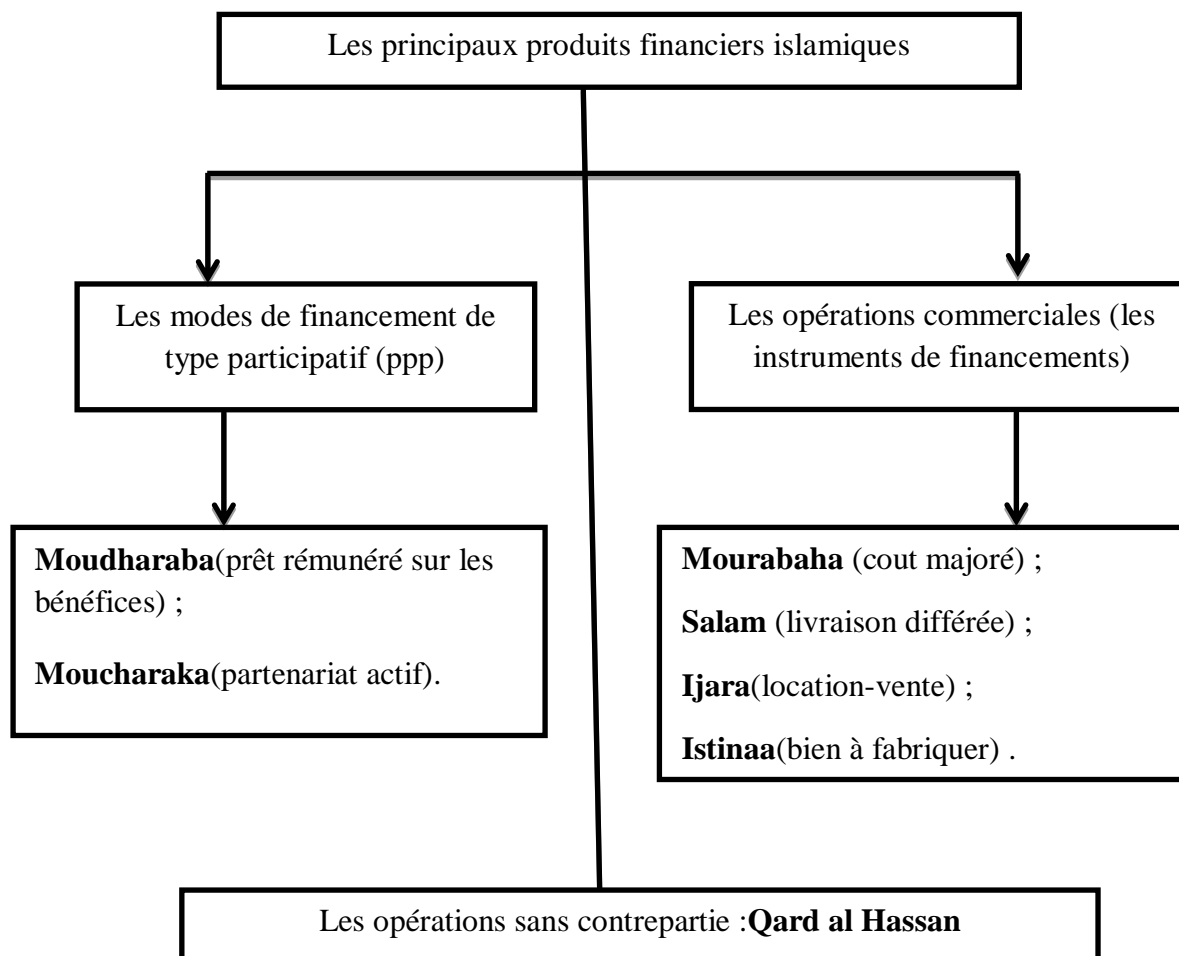 Les principaux produits financiers islamiques
Les modes de financement de
type participatif (ppp)
Les opérations commerciales (les
instruments de financements)
Moudharaba(prêt rémunéré sur les
bénéfices) ;
Moucharaka(partenariat actif).
Mourabaha (cout majoré) ;
Salam (livraison différée) ;
Ijara(location-vente) ;
Istinaa(bien à fabriquer) .
Les opérations sans contrepartie :Qard al Hassan